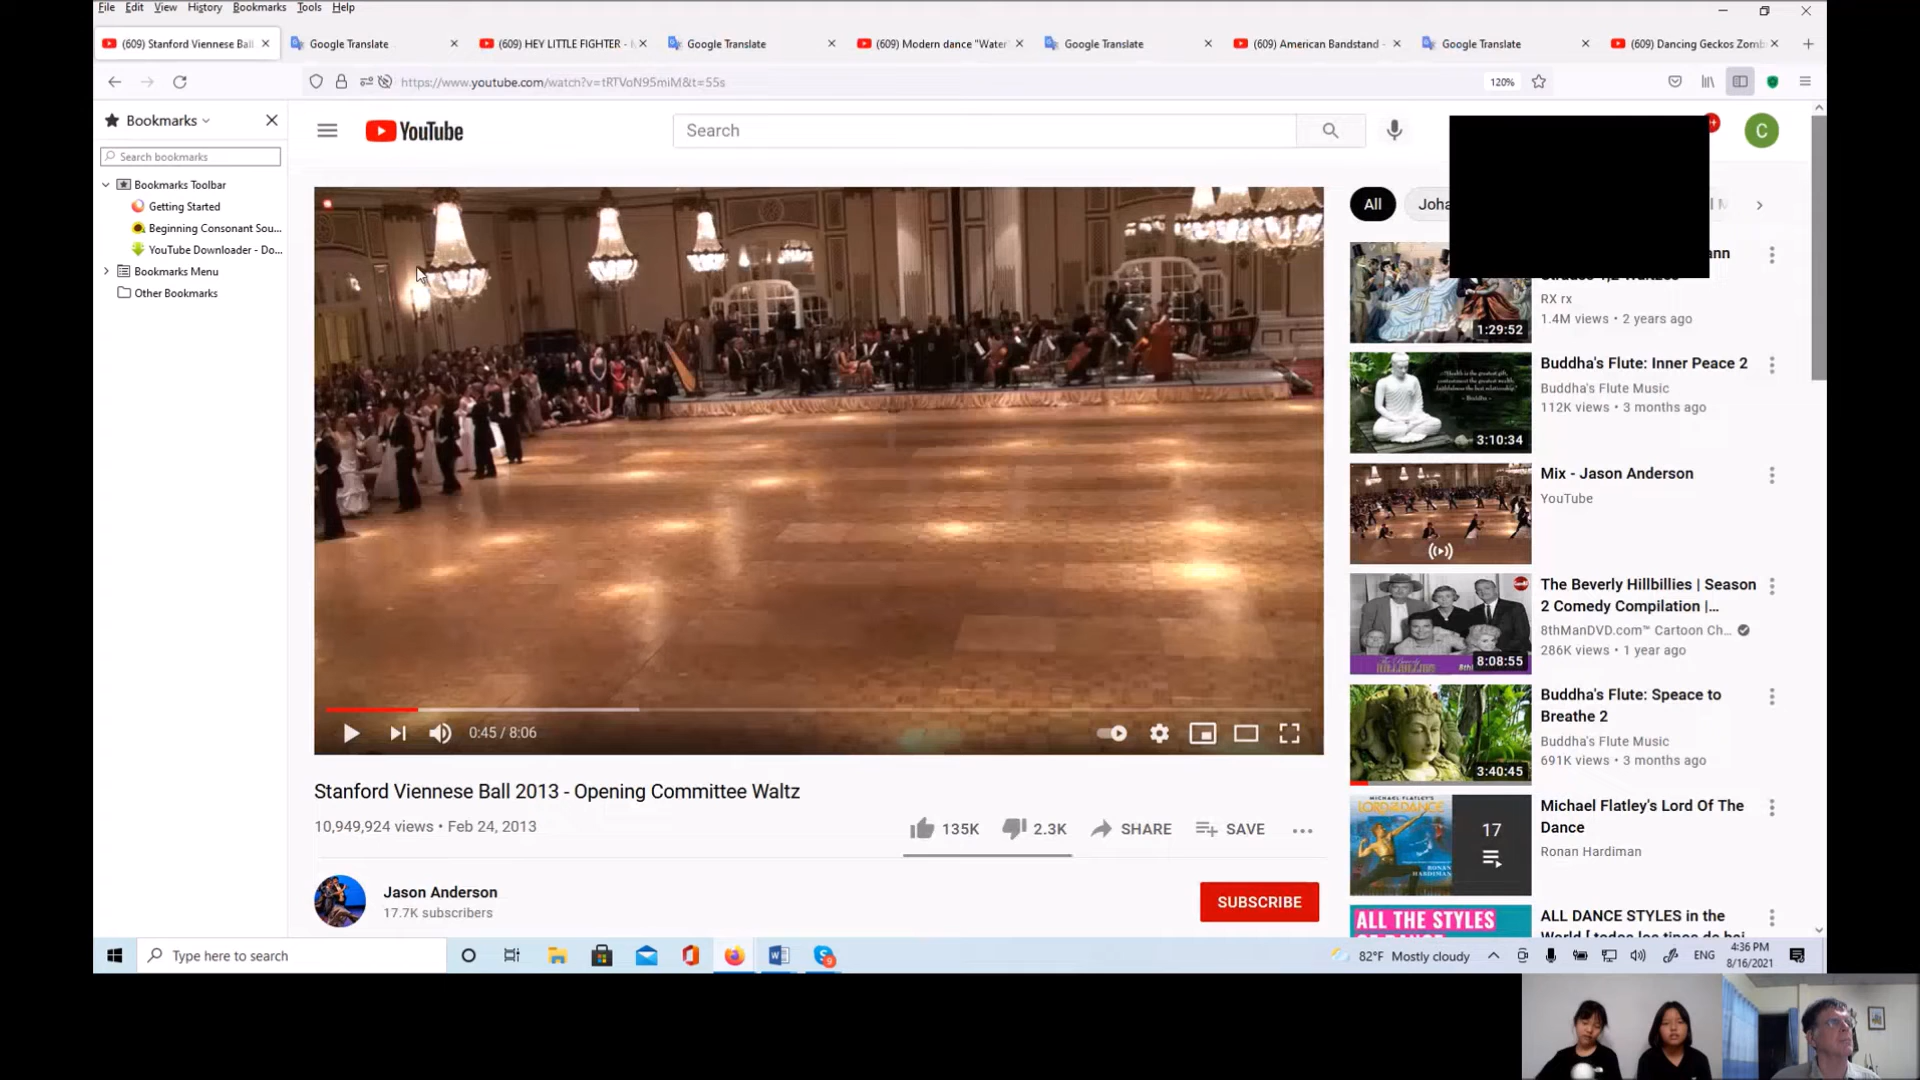 File Edit View History Bookmarks Tools Help
(609) Stanford Viennese Ball
Google Translate
(609) HEY LITTLE FIGHTER -
Google Translate
(609) Modern dance "Water
Google Translate
(609) American Bandstand -
Google Translate
(609) Dancing Geckos Zomb
https://www.youtube.com/watch?v=tRTVoN95miM&t=55s
120%
Bookmarks
Search bookmarks
Bookmarks Toolbar
Getting Started
Beginning Consonant Sou...
YouTube Downloader - Do...
Bookmarks Menu
Other Bookmarks
YouTube
Search
C
All
Joha
0:45 / 8:06
Stanford Viennese Ball 2013 - Opening Committee Waltz
10,949,924 views • Feb 24, 2013
135K
2.3K
SHARE
SAVE
Jason Anderson
17.7K subscribers
SUBSCRIBE
ann
RX rx
1.4M views • 2 years ago
1:29:52
Buddha's Flute: Inner Peace 2
Buddha's Flute Music
112K views • 3 months ago
3:10:34
Mix - Jason Anderson
YouTube
The Beverly Hillbillies | Season
2 Comedy Compilation |...
8thManDVD.com™ Cartoon Ch...
286K views • 1 year ago
8:08:55
Buddha's Flute: Speace to
Breathe 2
Buddha's Flute Music
691K views • 3 months ago
3:40:45
Michael Flatley's Lord Of The
Dance
Ronan Hardiman
MICHAEL FLATLEY'S
LORD OF THE DANCE
RONAN
HARDIMAN
17
ALL THE STYLES
ALL DANCE STYLES in the
Type here to search
82°F Mostly cloudy
ENG
4:36 PM
8/16/2021